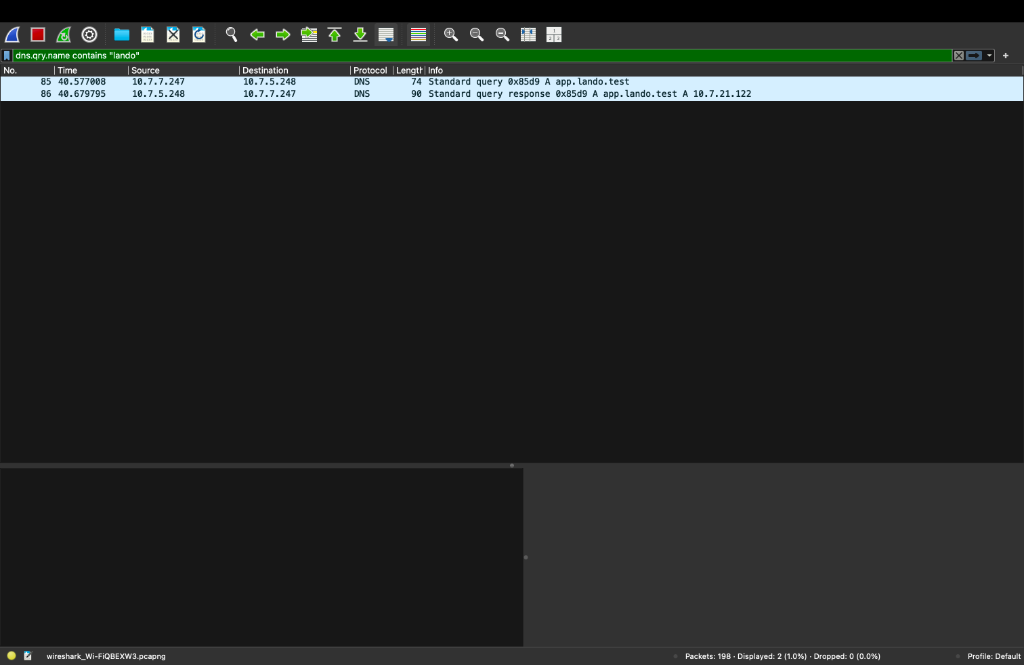 dns.qry.name contains "lando"
No. Time Source Destination Protocol Length Info
85 40.577008 10.7.7.247 10.7.5.248 DNS 74 Standard query 0x85d9 A app.lando.test
86 40.679795 10.7.5.248 10.7.7.247 DNS 90 Standard query response 0x85d9 A app.lando.test A 10.7.21.122
wireshark_Wi-FiQBEXW3.pcapng Packets: 198 · Displayed: 2 (1.0%) · Dropped: 0 (0.0%) Profile: Default